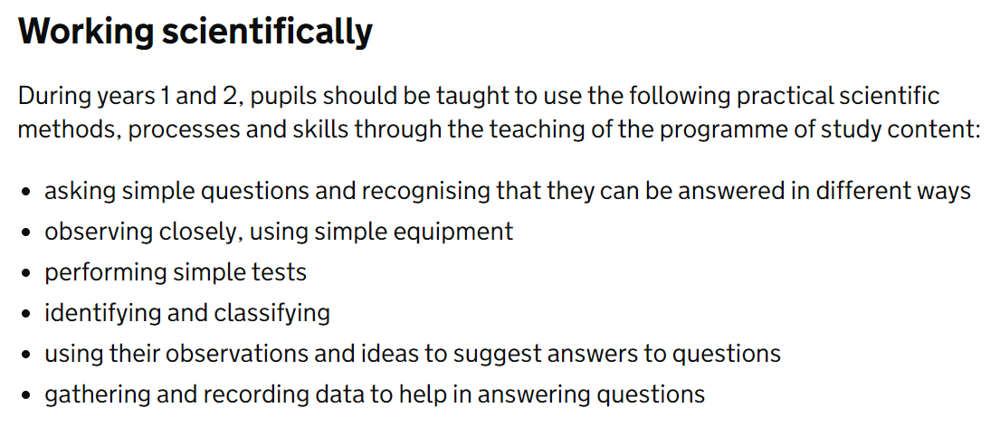 Working scientifically
During years 1 and 2, pupils should be taught to use the following practical scientific
methods, processes and skills through the teaching of the programme of study content:
• asking simple questions and recognising that they can be answered in different ways
• observing closely, using simple equipment
• performing simple tests
• identifying and classifying
• using their observations and ideas to suggest answers to questions
• gathering and recording data to help in answering questions